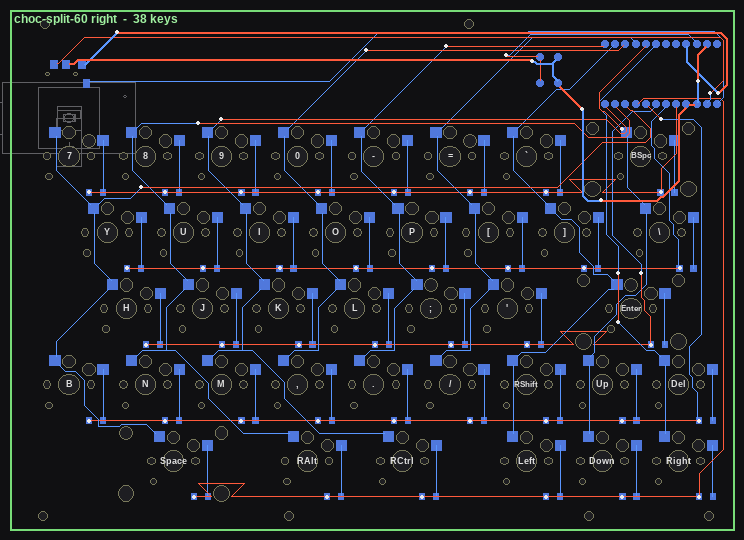 choc-split-60 right - 38 keys
7 8 9 0 - = ` BSpc
Y U I O P [ ] \
H J K L ; ' Enter
B N M , . / RShift Up Del
Space RAlt RCtrl Left Down Right